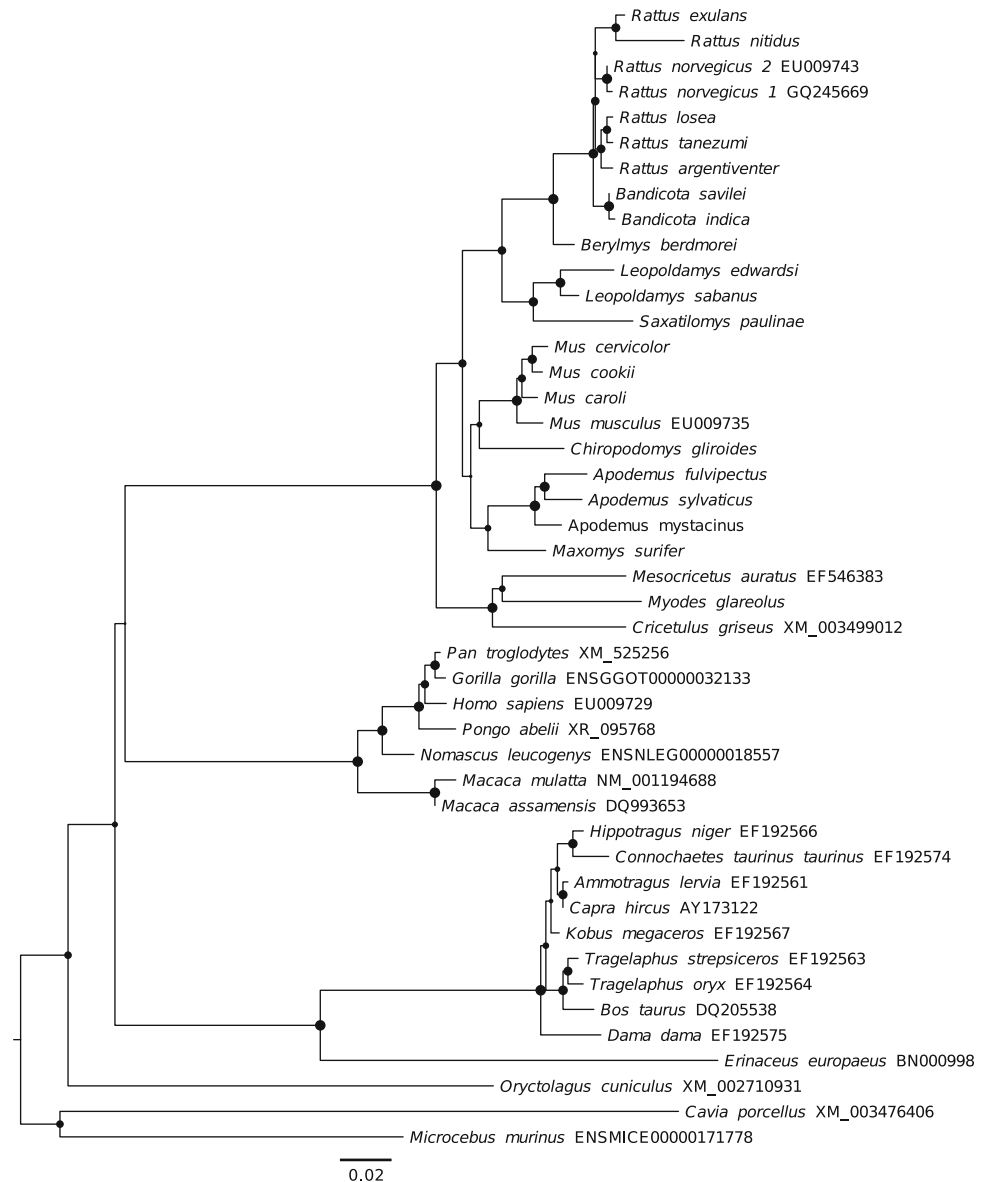 Rattus exulans
Rattus nitidus
Rattus norvegicus 2 EU009743
Rattus norvegicus 1 GQ245669
Rattus losea
Rattus tanezumi
Rattus argentiventer
Bandicota savilei
Bandicota indica
Berylmys berdmorei
Leopoldamys edwardsi
Leopoldamys sabanus
Saxatilomys paulinae
Mus cervicolor
Mus cookii
Mus caroli
Mus musculus EU009735
Chiropodomys gliroides
Apodemus fulvipectus
Apodemus sylvaticus
Apodemus mystacinus
Maxomys surifer
Mesocricetus auratus EF546383
Myodes glareolus
Cricetulus griseus XM_003499012
Pan troglodytes XM_525256
Gorilla gorilla ENSGGOT00000032133
Homo sapiens EU009729
Pongo abelii XR_095768
Nomascus leucogenys ENSNLEG00000018557
Macaca mulatta NM_001194688
Macaca assamensis DQ993653
Hippotragus niger EF192566
Connochaetes taurinus taurinus EF192574
Ammotragus lervia EF192561
Capra hircus AY173122
Kobus megaceros EF192567
Tragelaphus strepsiceros EF192563
Tragelaphus oryx EF192564
Bos taurus DQ205538
Dama dama EF192575
Erinaceus europaeus BN000998
Oryctolagus cuniculus XM_002710931
Cavia porcellus XM_003476406
Microcebus murinus ENSMICE00000171778
0.02